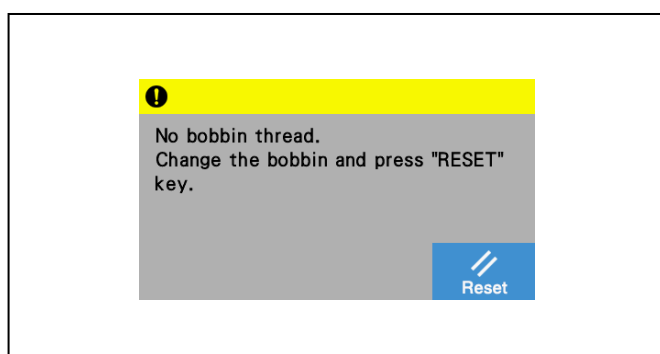 No bobbin thread.
Change the bobbin and press "RESET"
key.
Reset